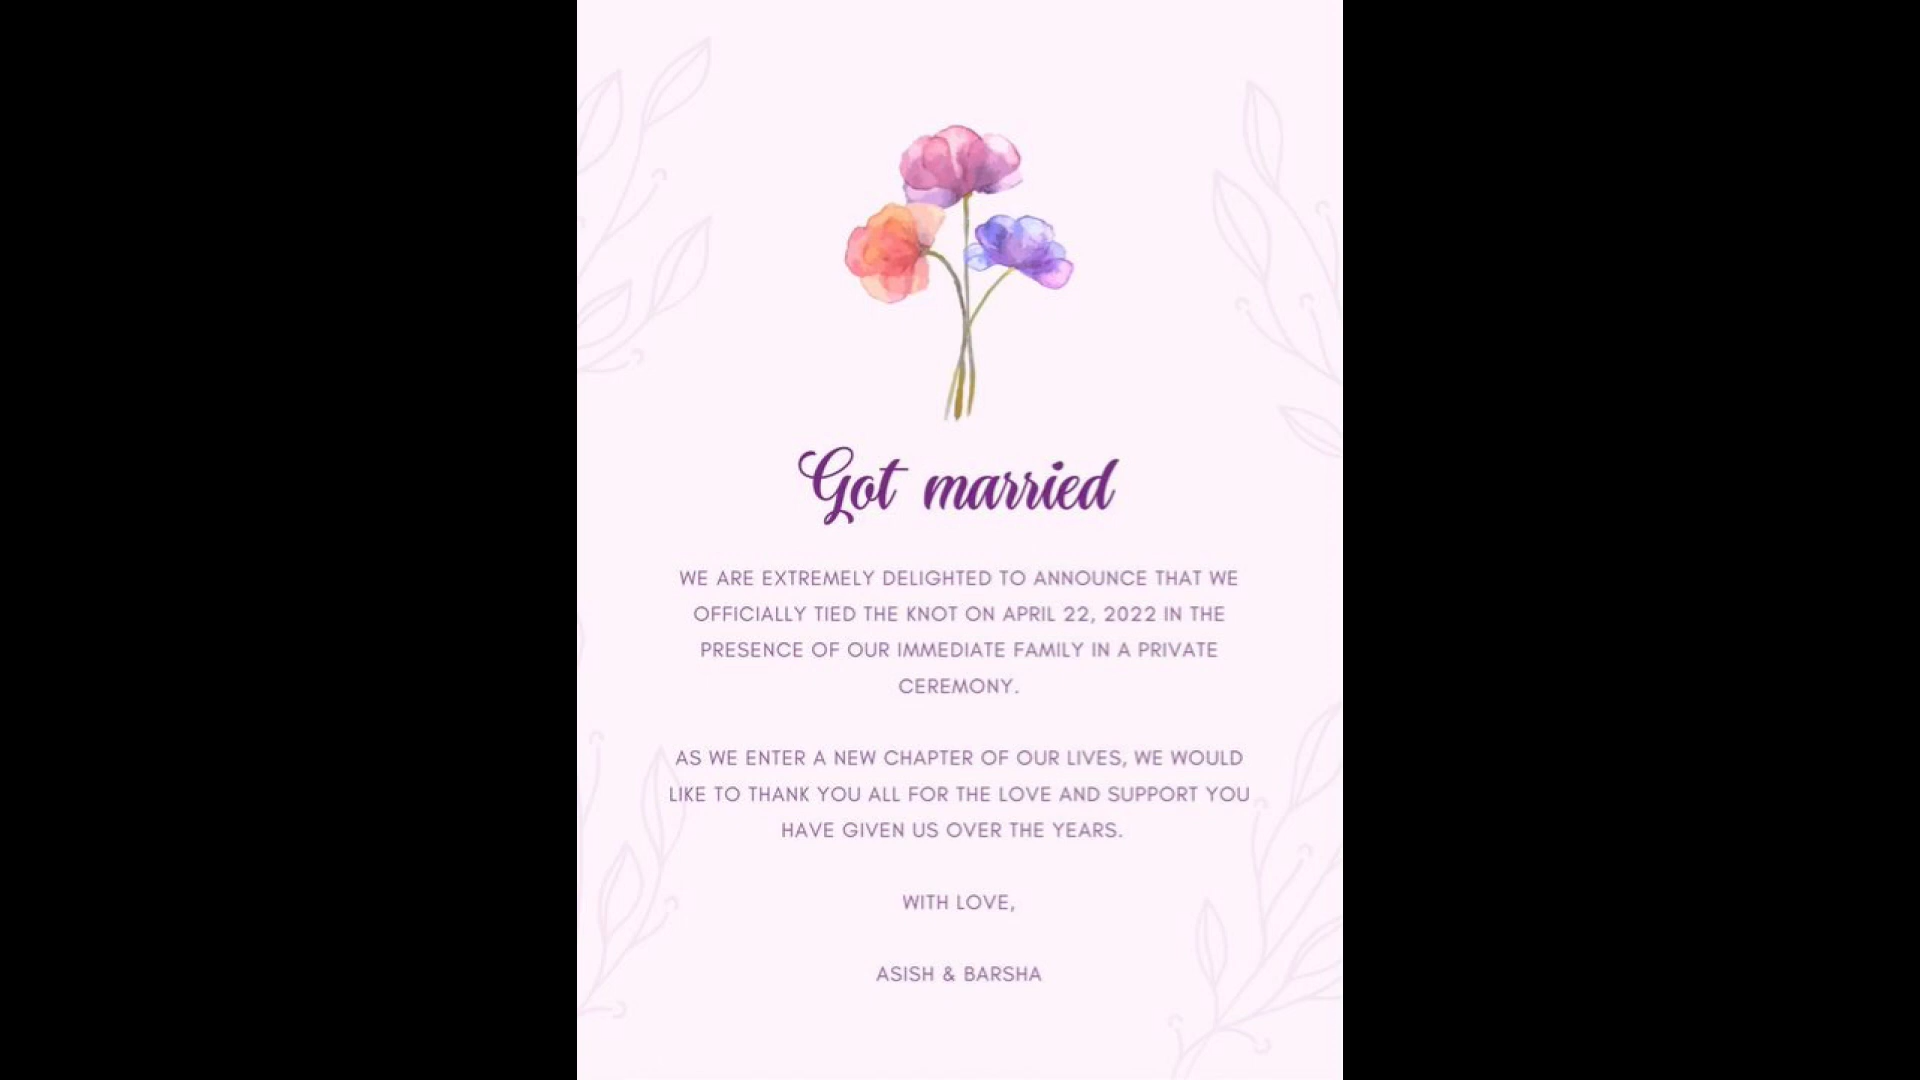 Got married
WE ARE EXTREMELY DELIGHTED TO ANNOUNCE THAT WE
OFFICIALLY TIED THE KNOT ON APRIL 22, 2022 IN THE
PRESENCE OF OUR IMMEDIATE FAMILY IN A PRIVATE
CEREMONY.
AS WE ENTER A NEW CHAPTER OF OUR LIVES, WE WOULD
LIKE TO THANK YOU ALL FOR THE LOVE AND SUPPORT YOU
HAVE GIVEN US OVER THE YEARS.
WITH LOVE,
ASISH & BARSHA